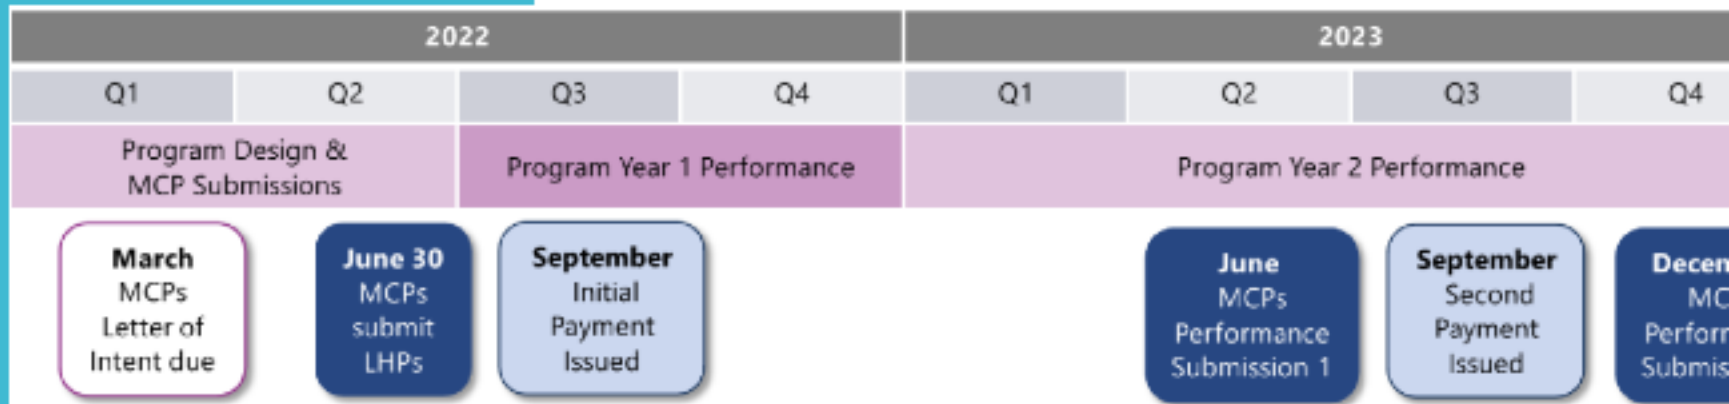 2022
2023
Q1
Q2
Q3
Q4
Q1
Q2
Q3
Q4
Program Design &
MCP Submissions
Program Year 1 Performance
Program Year 2 Performance
March
MCPs
Letter of
Intent due
June 30
MCPs
submit
LHPs
September
Initial
Payment
Issued
June
MCPs
Performance
Submission 1
September
Second
Payment
Issued